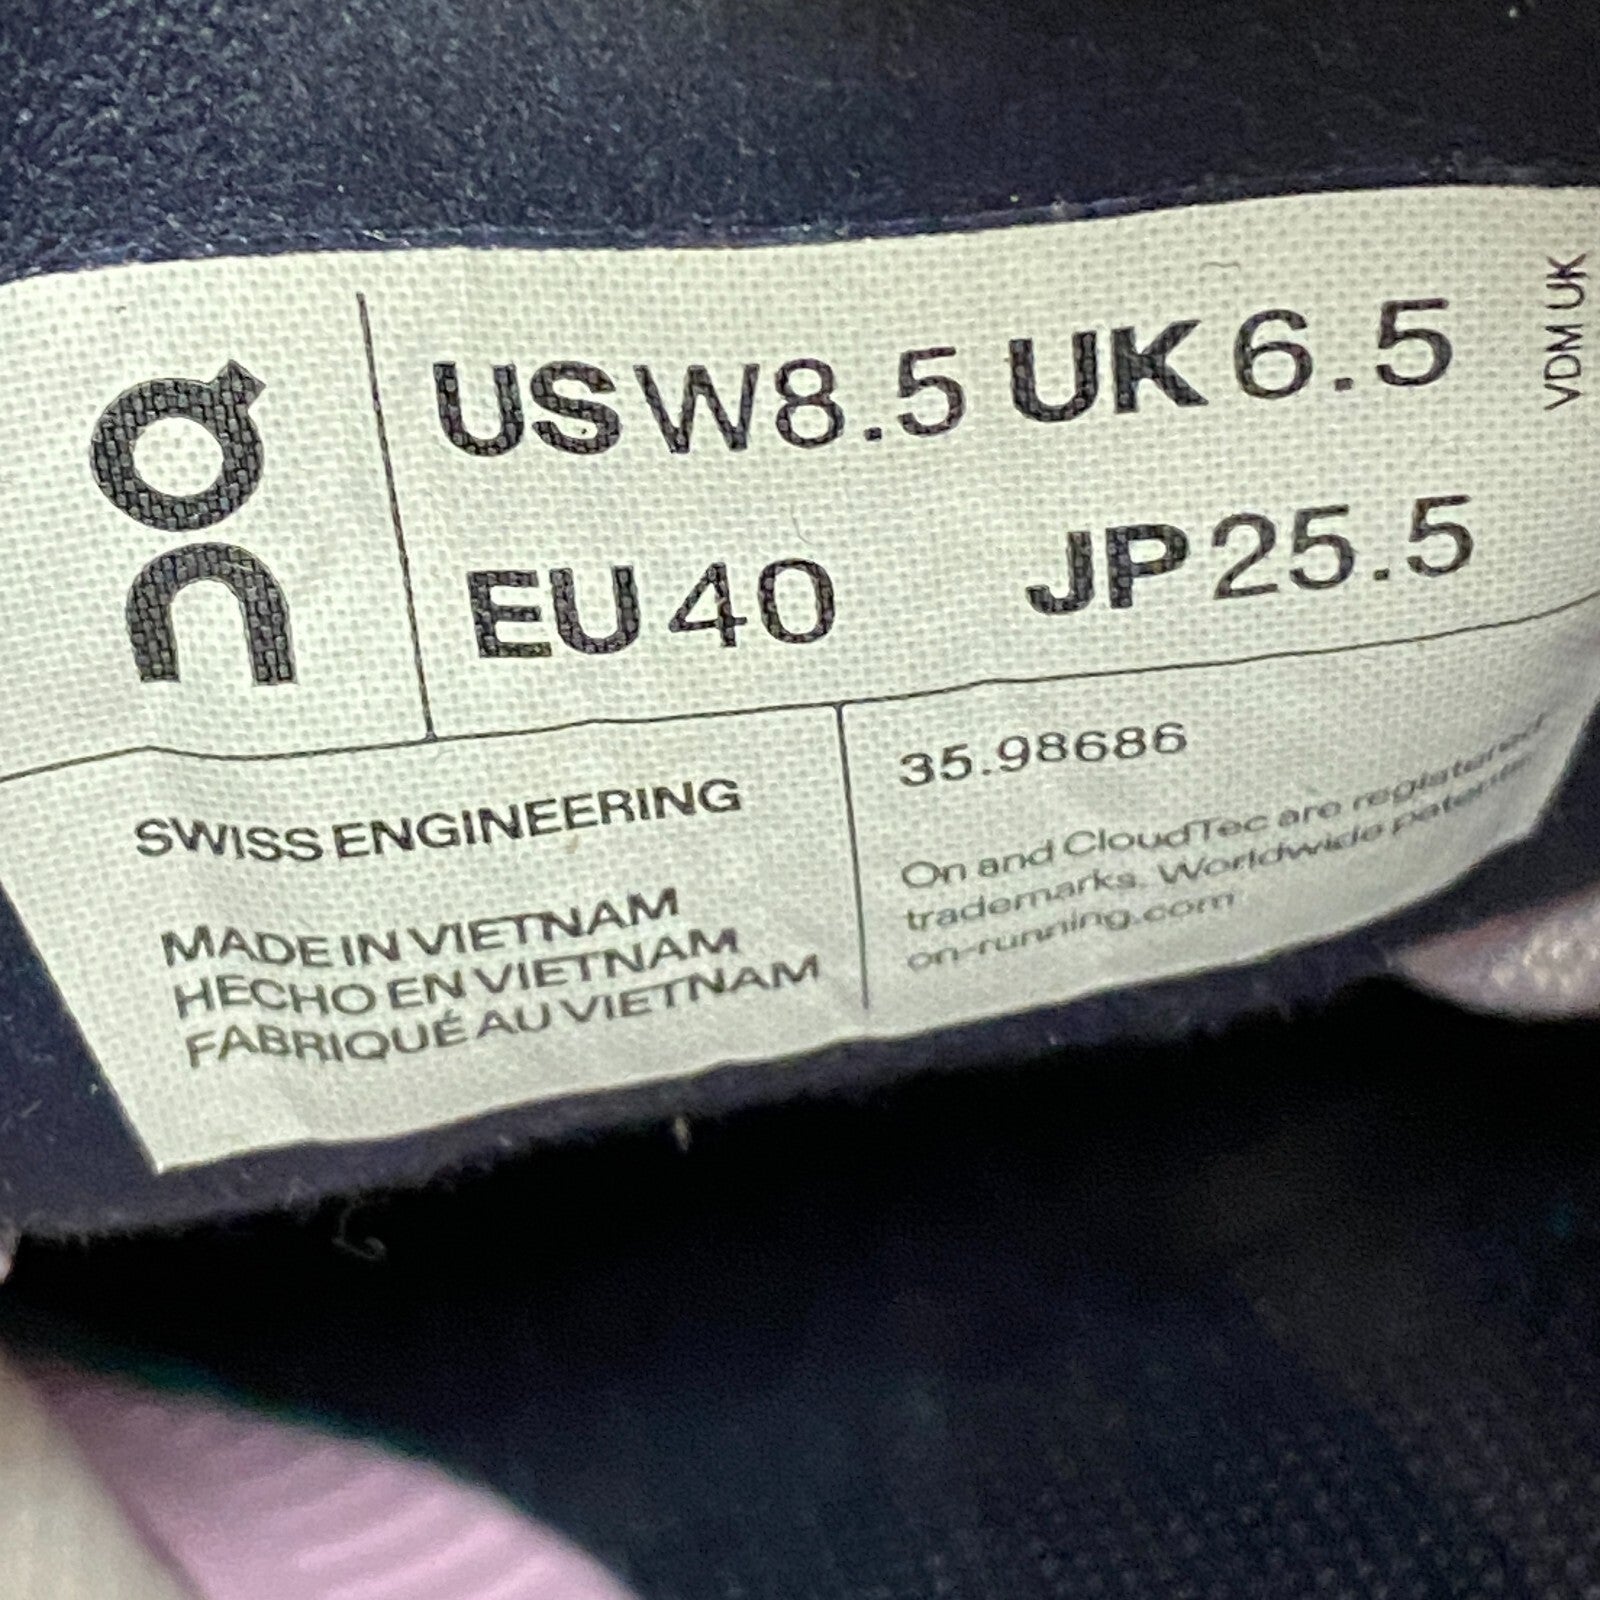 on
US W8.5 UK 6.5
EU 40 JP 25.5
VDM UK
SWISS ENGINEERING
MADE IN VIETNAM
HECHO EN VIETNAM
FABRIQUÉ AU VIETNAM
35.98686
On and CloudTec are registered
trademarks. Worldwide patents
on-running.com